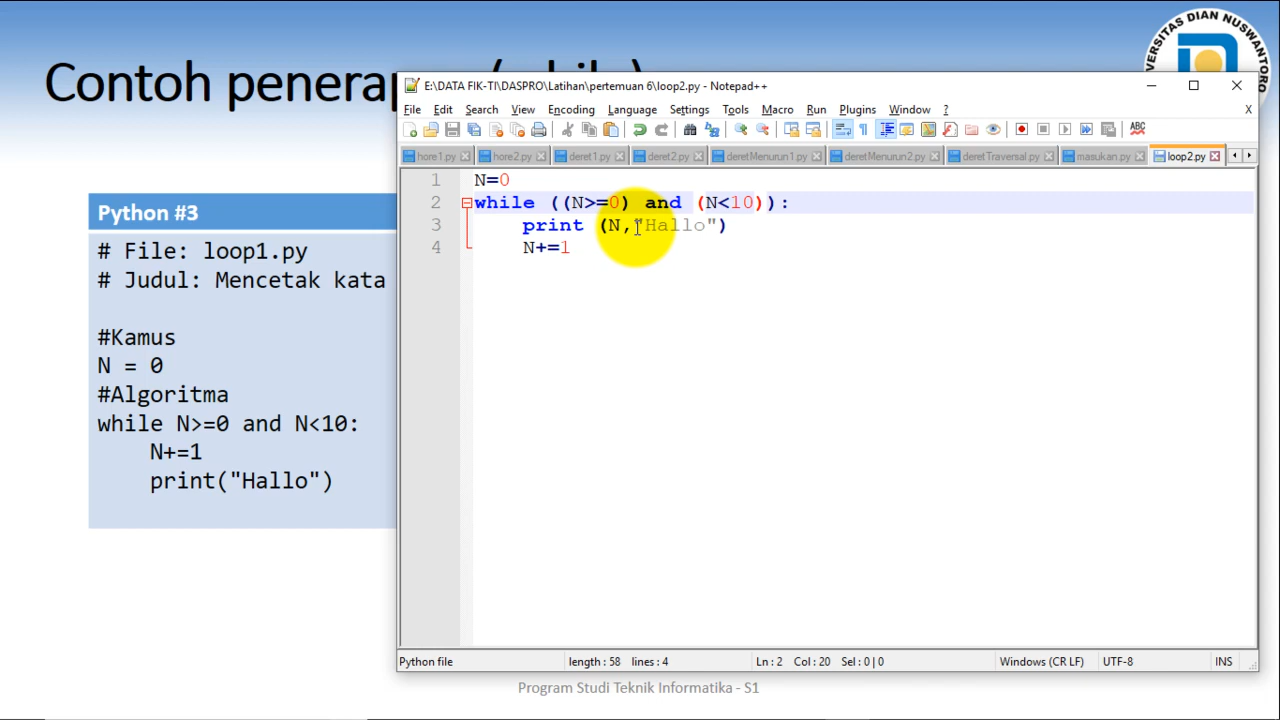 Contoh penerap
ERSITAS DIAN NUSWANTORO
E:\DATA FIK-TI\DASPRO\Latihan\pertemuan 6\loop2.py - Notepad++
File Edit Search View Encoding Language Settings Tools Macro Run Plugins Window ? X
hore1.py hore2.py deret1.py deret2.py deretMenurun1.py deretMenurun2.py deretTraversal.py masukan.py loop2.py
1 N=0
2 while ((N>=0) and (N<10)):
3 print (N,"Hallo")
4 N+=1
Python #3
# File: loop1.py
# Judul: Mencetak kata
#Kamus
N = 0
#Algoritma
while N>=0 and N<10:
N+=1
print("Hallo")
Python file length : 58 lines : 4 Ln : 2 Col : 20 Sel : 0 | 0 Windows (CR LF) UTF-8 INS
Program Studi Teknik Informatika - S1